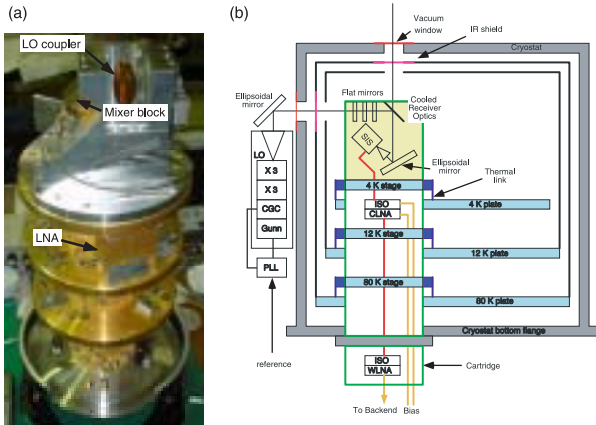 (a)
LO coupler
Mixer block
LNA
(b)
Vacuum
window
IR shield
Cryostat
Ellipsoidal
mirror
Flat mirrors
Cooled
Receiver
Optics
SIS
LO
X 3
X 3
CGC
Gunn
PLL
reference
Ellipsoidal
mirror
Thermal
link
4 K stage
4 K plate
ISO
CLNA
12 K stage
12 K plate
80 K stage
80 K plate
Cryostat bottom flange
ISO
WLNA
Cartridge
To Backend
Bias